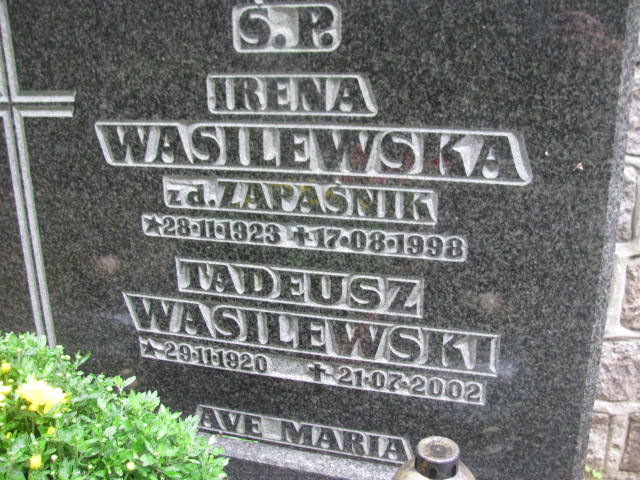 Ś.P.
IRENA
WASILEWSKA
z d. ZAPAŚNIK
★28·11·1923 ✝17·08·1998
TADEUSZ
WASILEWSKI
★29·11·1920 ✝21·07·2002
AVE MARIA